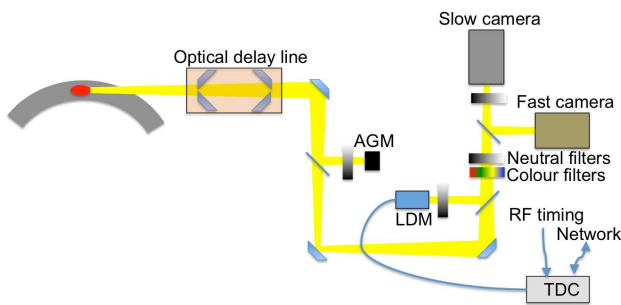 Slow camera
Optical delay line
Fast camera
AGM
Neutral filters
Colour filters
LDM
RF timing
Network
TDC